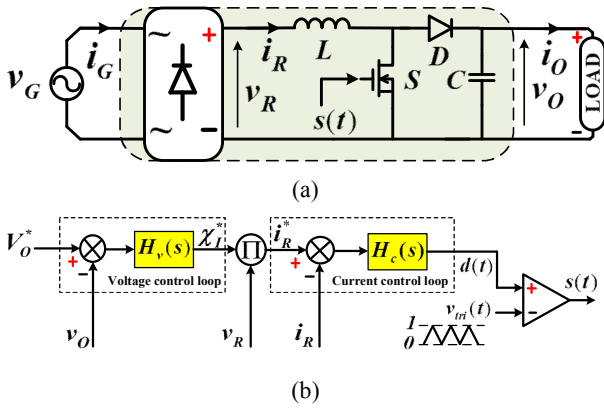 i_G
v_G
~
~
+
-
v_R
i_R
L
D
S
s(t)
C
i_O
+
v_O
-
LOAD
(a)
V_O^*
+
-
H_v(s)
χ_I^*
Voltage control loop
v_O
Π
v_R
i_R^*
+
-
H_c(s)
Current control loop
i_R
d(t)
v_tri(t)
1
0
+
-
s(t)
(b)